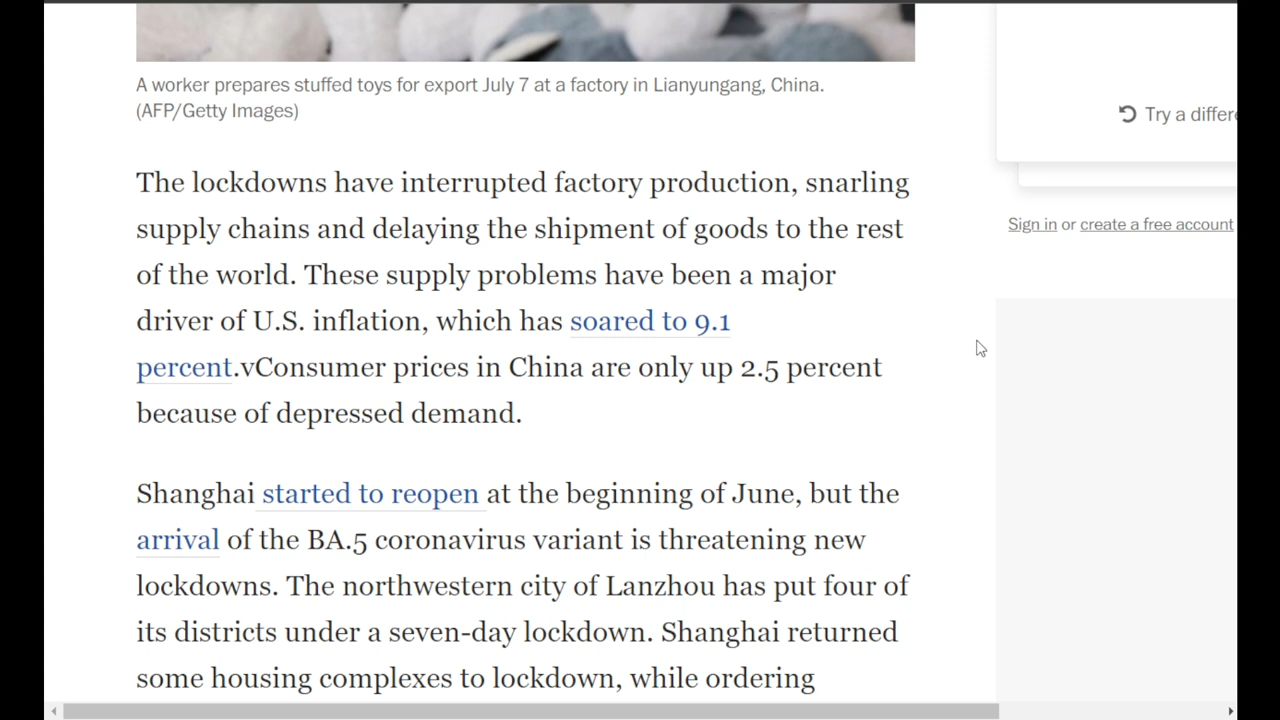 A worker prepares stuffed toys for export July 7 at a factory in Lianyungang, China.
(AFP/Getty Images)
The lockdowns have interrupted factory production, snarling
supply chains and delaying the shipment of goods to the rest
of the world. These supply problems have been a major
driver of U.S. inflation, which has soared to 9.1
percent.vConsumer prices in China are only up 2.5 percent
because of depressed demand.
Shanghai started to reopen at the beginning of June, but the
arrival of the BA.5 coronavirus variant is threatening new
lockdowns. The northwestern city of Lanzhou has put four of
its districts under a seven-day lockdown. Shanghai returned
some housing complexes to lockdown, while ordering
Try a differe
Sign in or create a free account